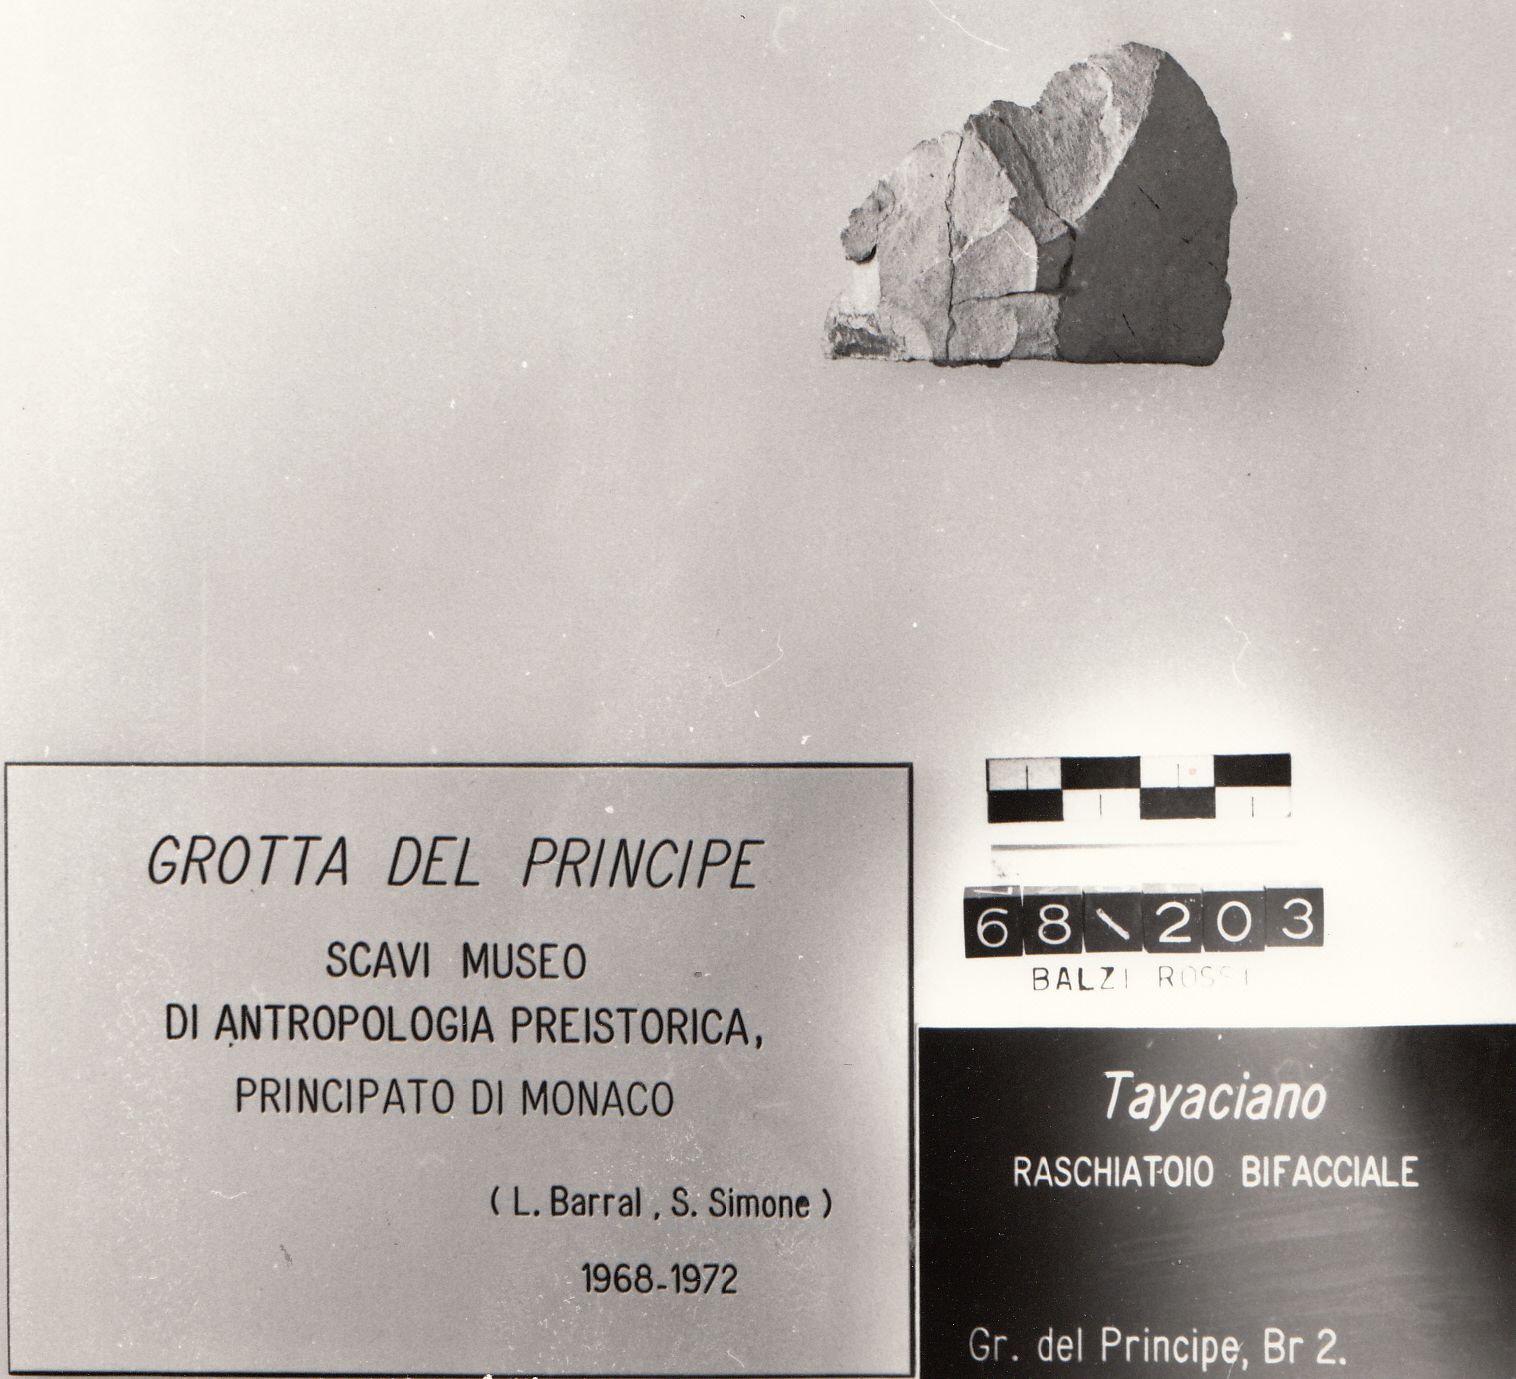 GROTTA DEL PRINCIPE
SCAVI MUSEO
DI ANTROPOLOGIA PREISTORICA,
PRINCIPATO DI MONACO
( L. Barral , S. Simone )
1968-1972
68\203
BALZI ROSSI
Tayaciano
RASCHIATOIO BIFACCIALE
Gr. del Principe, Br 2.